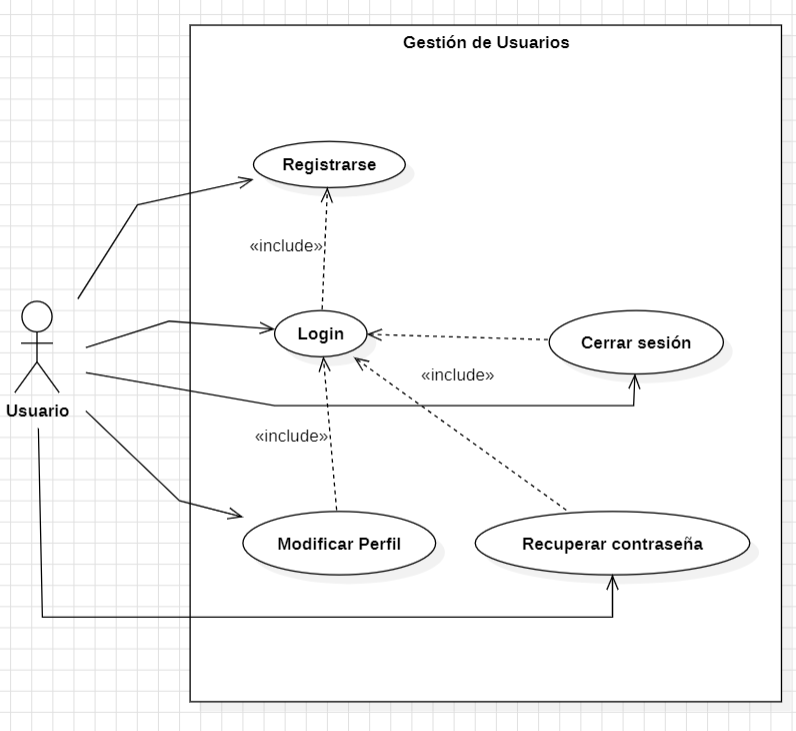 Gestión de Usuarios
Registrarse
«include»
Login
Cerrar sesión
«include»
Usuario
«include»
Modificar Perfil
Recuperar contraseña